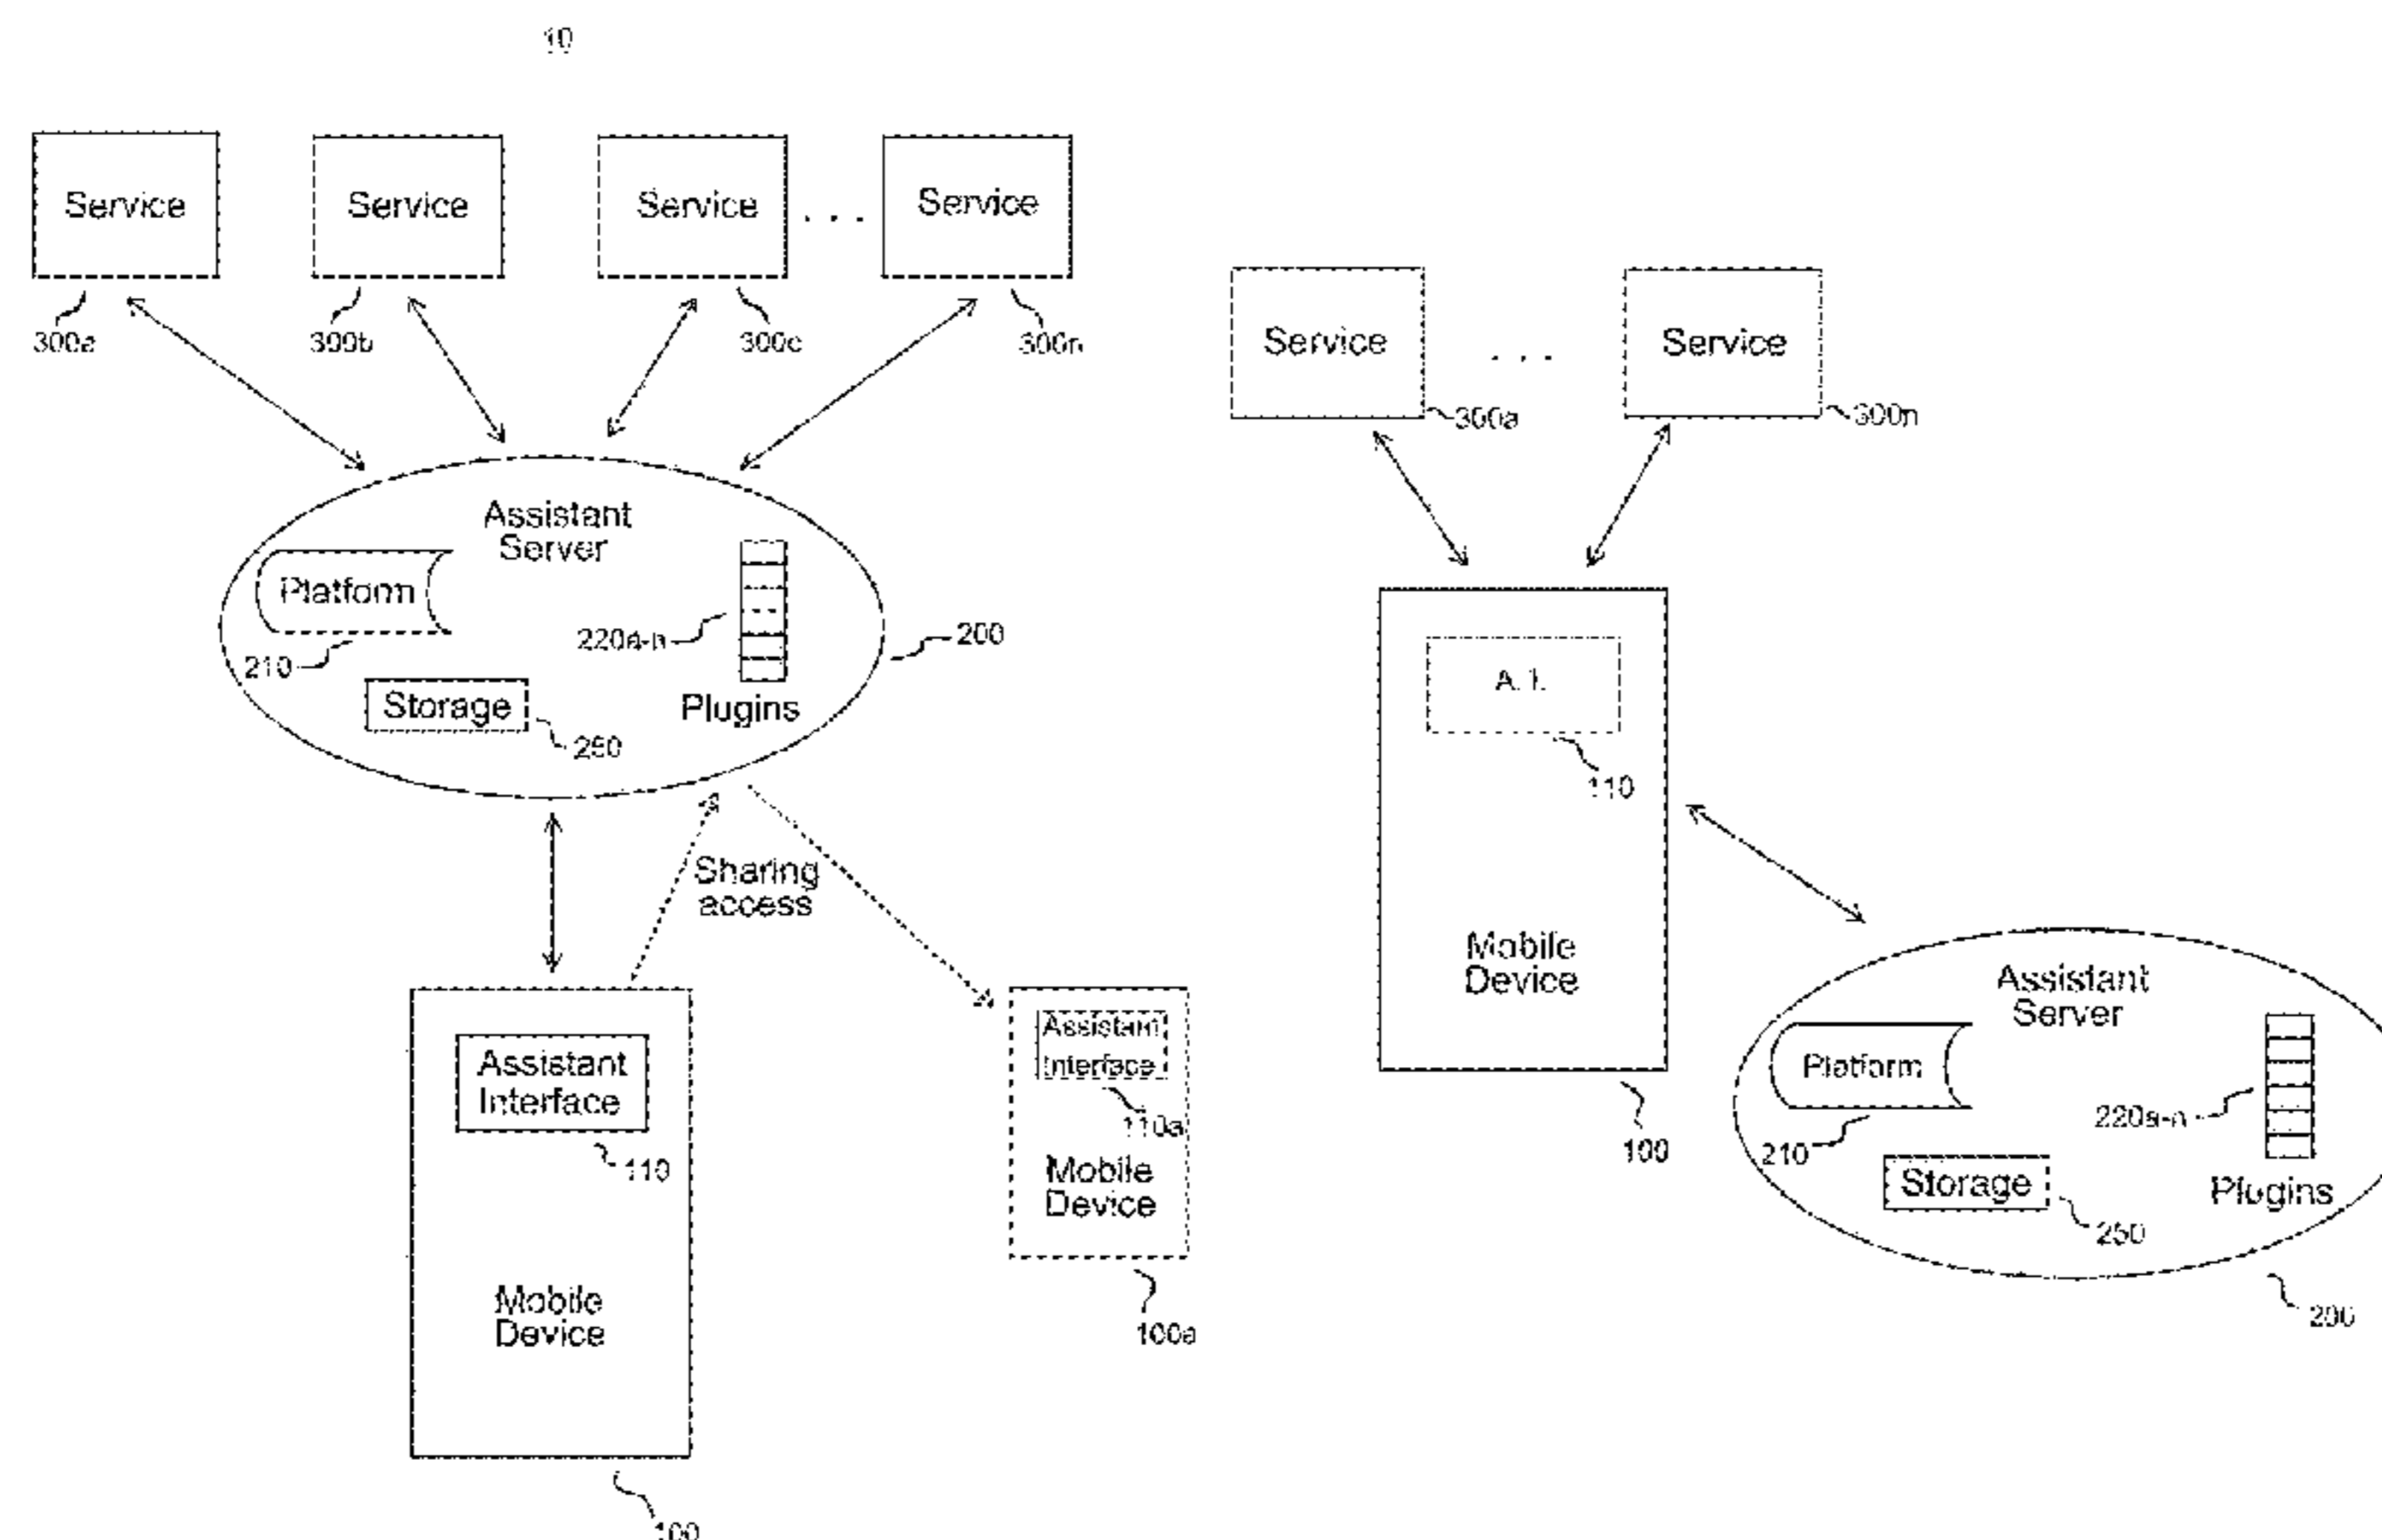 10
Service
Service
Service
. . .
Service
300a
300b
300c
300n
Assistant
Server
Platform
210
220a-n
200
Storage
250
Plugins
Sharing
access
Assistant
Interface
110
Mobile
Device
100
Assistant
Interface
110a
Mobile
Device
100a
Service
. . .
Service
300a
300n
A. I.
110
Mobile
Device
100
Assistant
Server
Platform
210
220a-n
Storage
250
Plugins
200